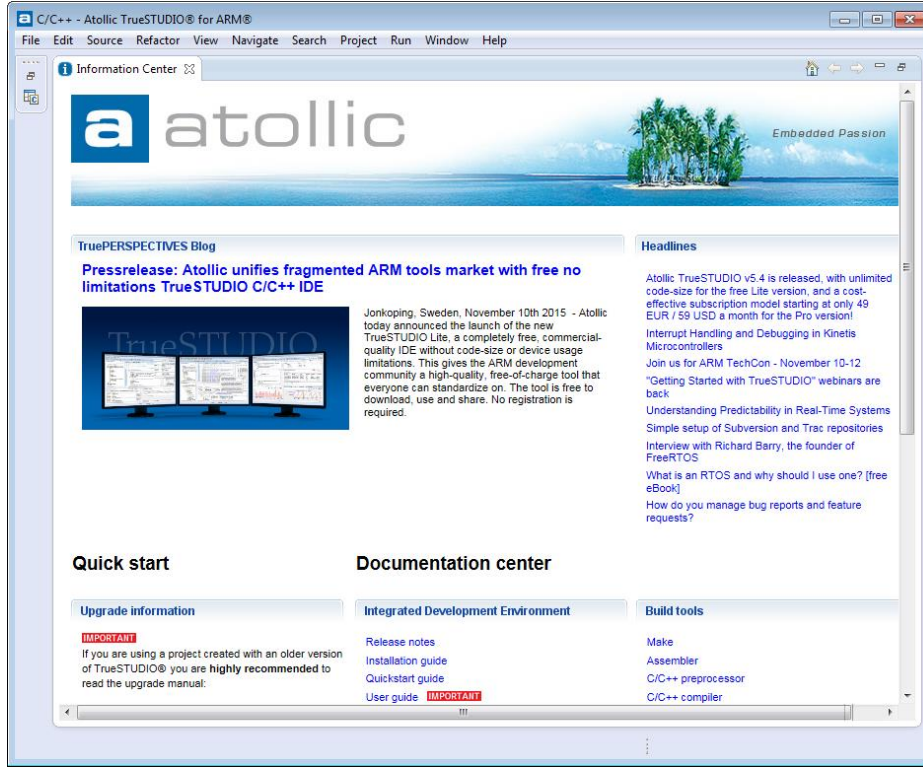 C/C++ - Atollic TrueSTUDIO® for ARM®
File Edit Source Refactor View Navigate Search Project Run Window Help
Information Center
a atollic
Embedded Passion
TruePERSPECTIVES Blog
Pressrelease: Atollic unifies fragmented ARM tools market with free no
limitations TrueSTUDIO C/C++ IDE
TrueSTUDIO
Jonkoping, Sweden, November 10th 2015 - Atollic
today announced the launch of the new
TrueSTUDIO Lite, a completely free, commercial-
quality IDE without code-size or device usage
limitations. This gives the ARM development
community a high-quality, free-of-charge tool that
everyone can standardize on. The tool is free to
download, use and share. No registration is
required.
Headlines
Atollic TrueSTUDIO v5.4 is released, with unlimited
code-size for the free Lite version, and a cost-
effective subscription model starting at only 49
EUR / 59 USD a month for the Pro version!
Interrupt Handling and Debugging in Kinetis
Microcontrollers
Join us for ARM TechCon - November 10-12
"Getting Started with TrueSTUDIO" webinars are
back
Understanding Predictability in Real-Time Systems
Simple setup of Subversion and Trac repositories
Interview with Richard Barry, the founder of
FreeRTOS
What is an RTOS and why should I use one? [free
eBook]
How do you manage bug reports and feature
requests?
Quick start
Upgrade information
IMPORTANT
If you are using a project created with an older version
of TrueSTUDIO® you are highly recommended to
read the upgrade manual:
Documentation center
Integrated Development Environment
Release notes
Installation guide
Quickstart guide
User guide IMPORTANT
Build tools
Make
Assembler
C/C++ preprocessor
C/C++ compiler